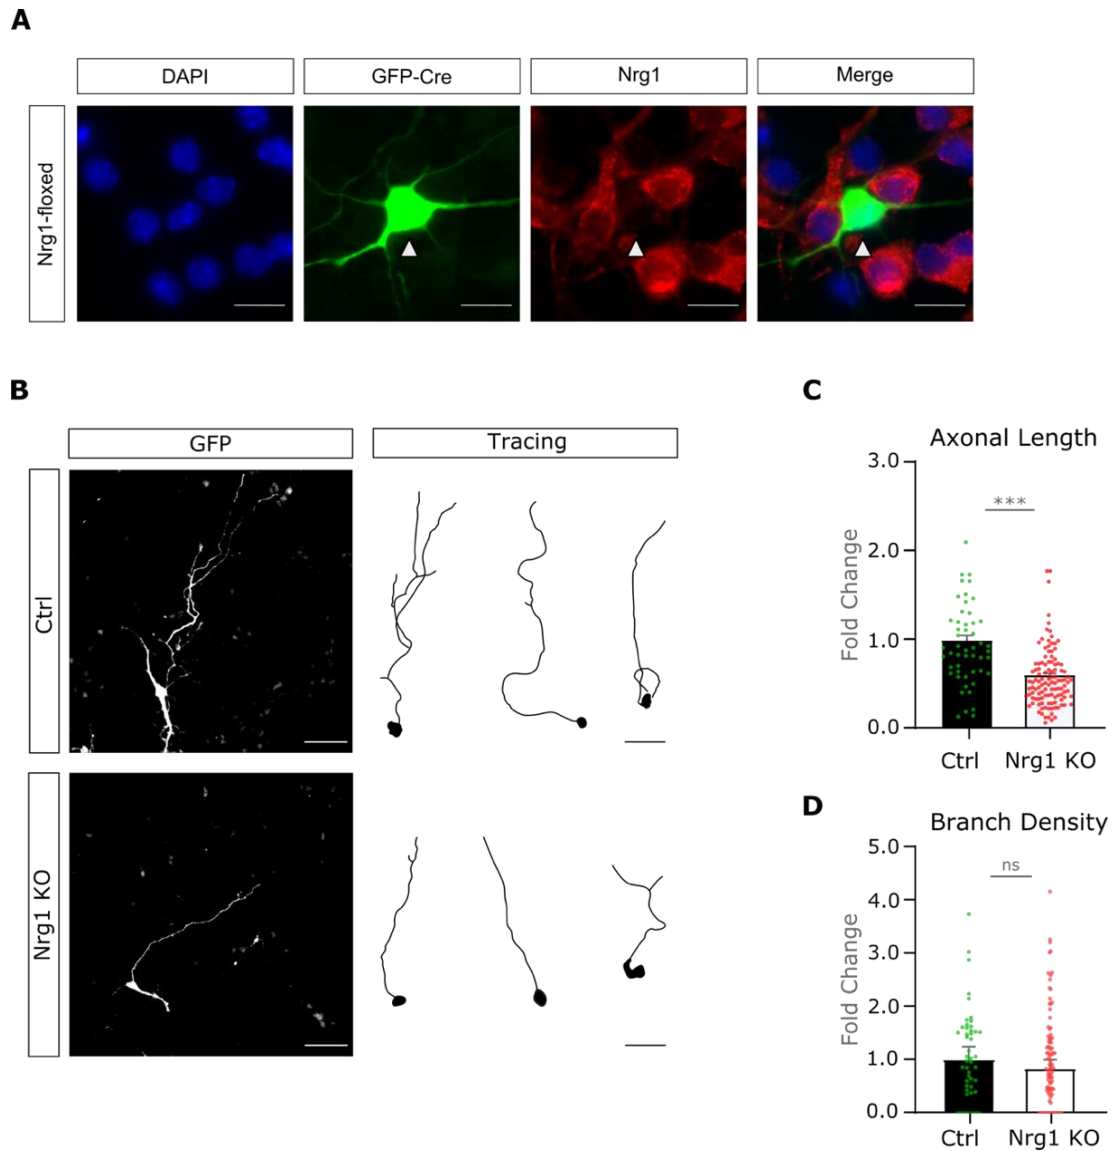 A
DAPI
GFP-Cre
Nrg1
Merge
Nrg1-floxed
B
GFP
Tracing
Ctrl
Nrg1 KO
C
Axonal Length
Fold Change
3.0
2.0
1.0
0.0
***
Ctrl
Nrg1 KO
D
Branch Density
Fold Change
5.0
4.0
3.0
2.0
1.0
0.0
ns
Ctrl
Nrg1 KO